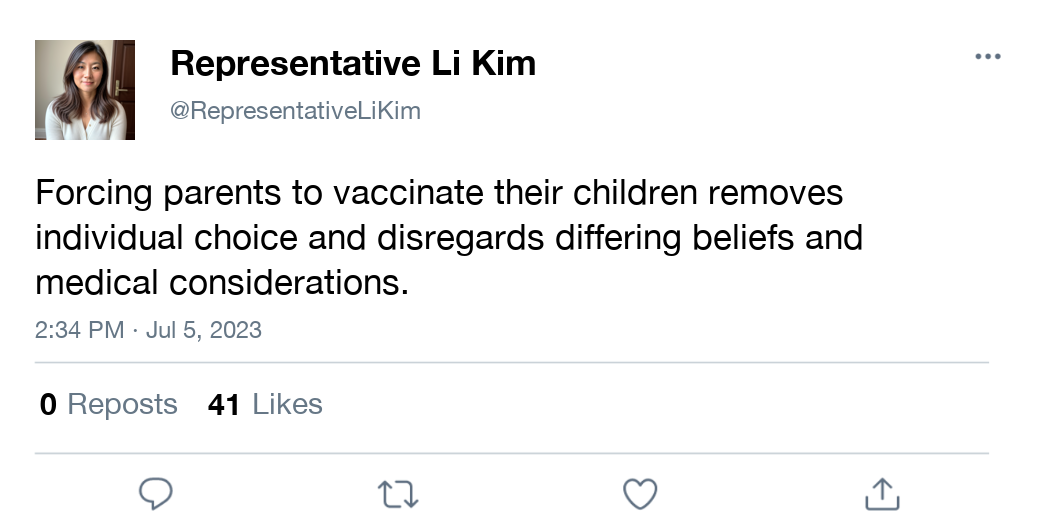 Representative Li Kim
@RepresentativeLiKim
Forcing parents to vaccinate their children removes
individual choice and disregards differing beliefs and
medical considerations.
2:34 PM · Jul 5, 2023
0 Reposts 41 Likes